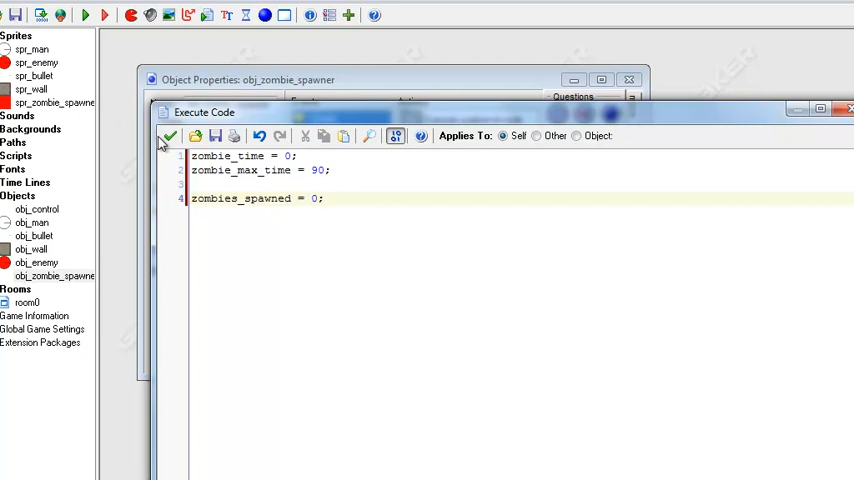 Sprites
spr_man
spr_enemy
spr_bullet
spr_wall
spr_zombie_spawne
Sounds
Backgrounds
Paths
Scripts
Fonts
Time Lines
Objects
obj_control
obj_man
obj_bullet
obj_wall
obj_enemy
obj_zombie_spawne
Rooms
room0
Game Information
Global Game Settings
Extension Packages
Object Properties: obj_zombie_spawner
Questions
Execute Code
Applies To: Self Other Object:
1 zombie_time = 0;
2 zombie_max_time = 90;
3
4 zombies_spawned = 0;